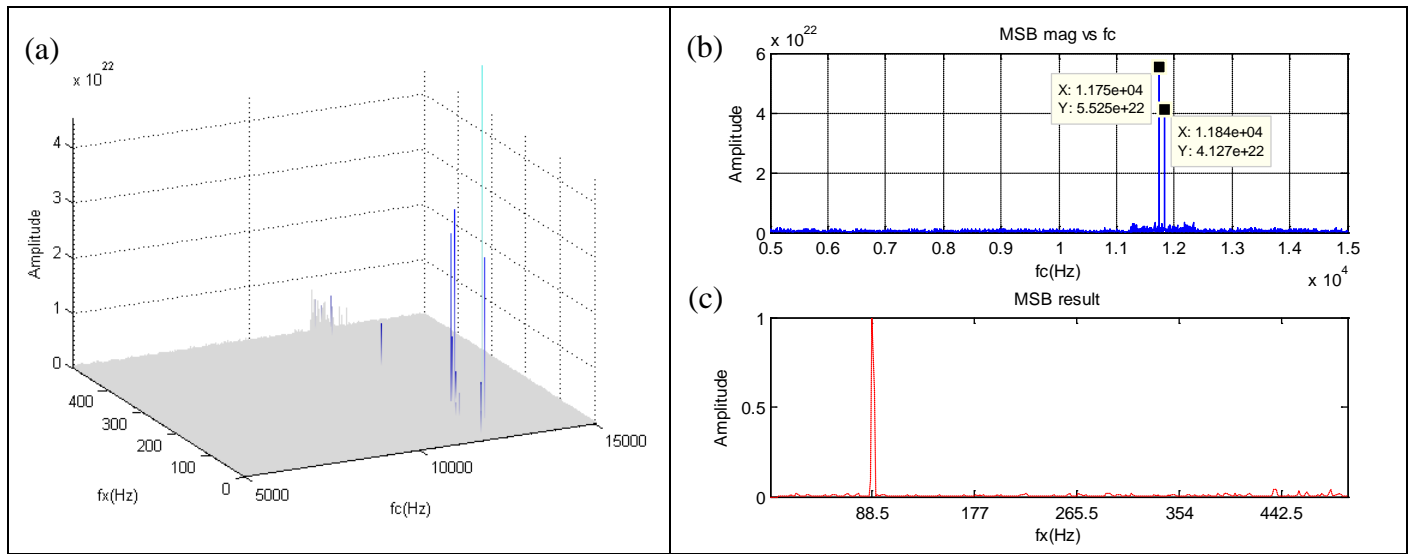 (a)
x 10^22
4
3
2
1
0
Amplitude
400
300
200
100
0
fx(Hz)
5000
10000
15000
fc(Hz)
(b)
x 10^22
MSB mag vs fc
6
4
2
0
Amplitude
X: 1.175e+04
Y: 5.525e+22
X: 1.184e+04
Y: 4.127e+22
0.5 0.6 0.7 0.8 0.9 1 1.1 1.2 1.3 1.4 1.5
fc(Hz)
x 10^4
(c)
MSB result
1
0.5
0
Amplitude
88.5 177 265.5 354 442.5
fx(Hz)